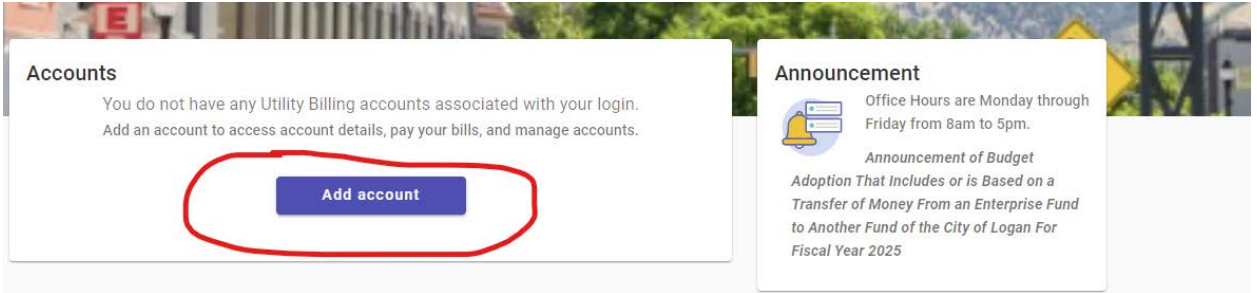 E
Accounts
You do not have any Utility Billing accounts associated with your login.
Add an account to access account details, pay your bills, and manage accounts.
Add account
Announcement
Office Hours are Monday through
Friday from 8am to 5pm.
Announcement of Budget
Adoption That Includes or is Based on a
Transfer of Money From an Enterprise Fund
to Another Fund of the City of Logan For
Fiscal Year 2025